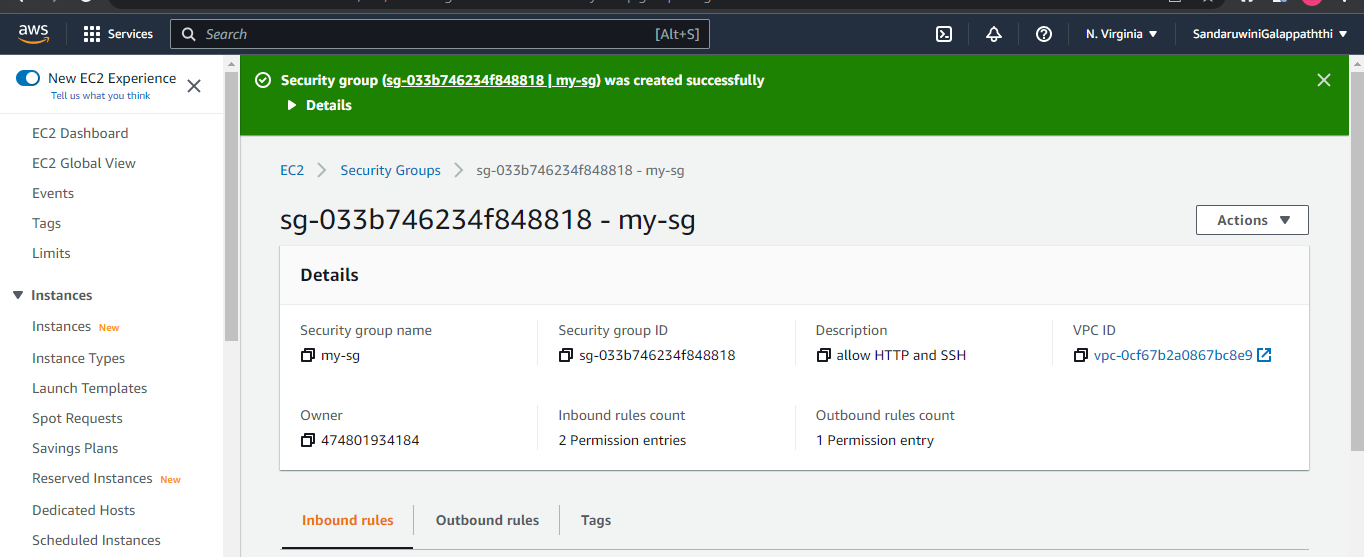 aws
Services
Search
[Alt+S]
N. Virginia
SandaruwiniGalappaththi
New EC2 Experience
Tell us what you think
EC2 Dashboard
EC2 Global View
Events
Tags
Limits
Instances
Instances New
Instance Types
Launch Templates
Spot Requests
Savings Plans
Reserved Instances New
Dedicated Hosts
Scheduled Instances
Security group (sg-033b746234f848818 | my-sg) was created successfully
Details
EC2 Security Groups sg-033b746234f848818 - my-sg
sg-033b746234f848818 - my-sg
Actions
Details
Security group name
my-sg
Security group ID
sg-033b746234f848818
Description
allow HTTP and SSH
VPC ID
vpc-0cf67b2a0867bc8e9
Owner
474801934184
Inbound rules count
2 Permission entries
Outbound rules count
1 Permission entry
Inbound rules
Outbound rules
Tags